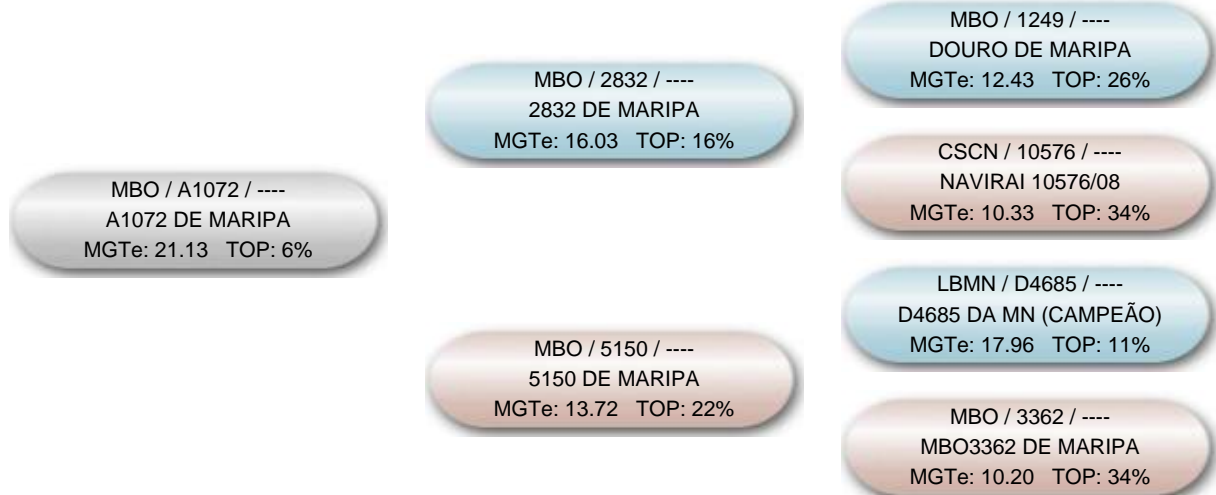 MBO / A1072 / ----
A1072 DE MARIPA
MGTe: 21.13 TOP: 6%
MBO / 2832 / ----
2832 DE MARIPA
MGTe: 16.03 TOP: 16%
MBO / 5150 / ----
5150 DE MARIPA
MGTe: 13.72 TOP: 22%
MBO / 1249 / ----
DOURO DE MARIPA
MGTe: 12.43 TOP: 26%
CSCN / 10576 / ----
NAVIRAI 10576/08
MGTe: 10.33 TOP: 34%
LBMN / D4685 / ----
D4685 DA MN (CAMPEÃO)
MGTe: 17.96 TOP: 11%
MBO / 3362 / ----
MBO3362 DE MARIPA
MGTe: 10.20 TOP: 34%